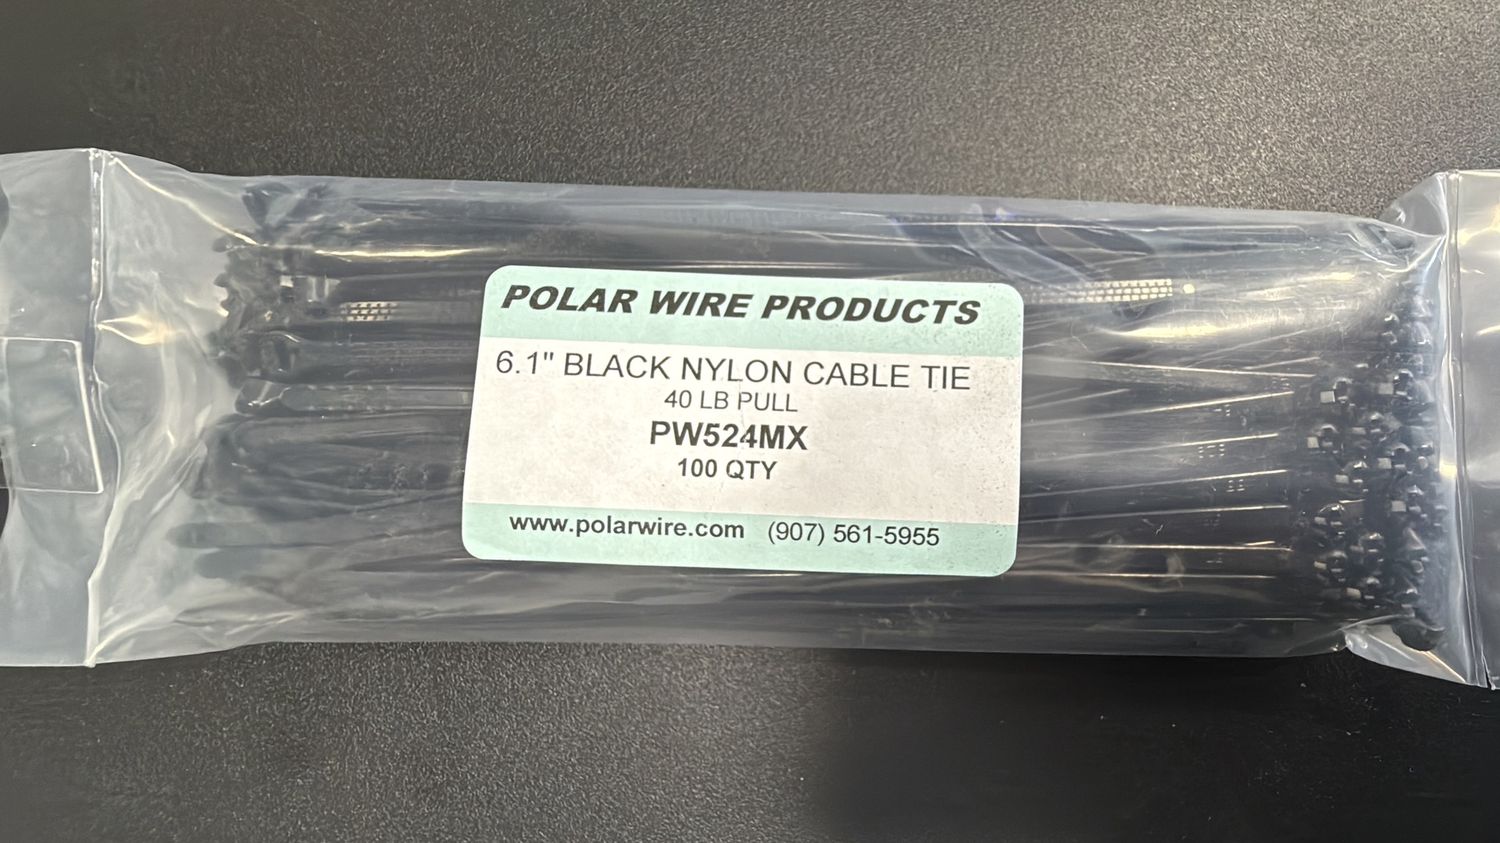 POLAR WIRE PRODUCTS
6.1" BLACK NYLON CABLE TIE
40 LB PULL
PW524MX
100 QTY
www.polarwire.com (907) 561-5955